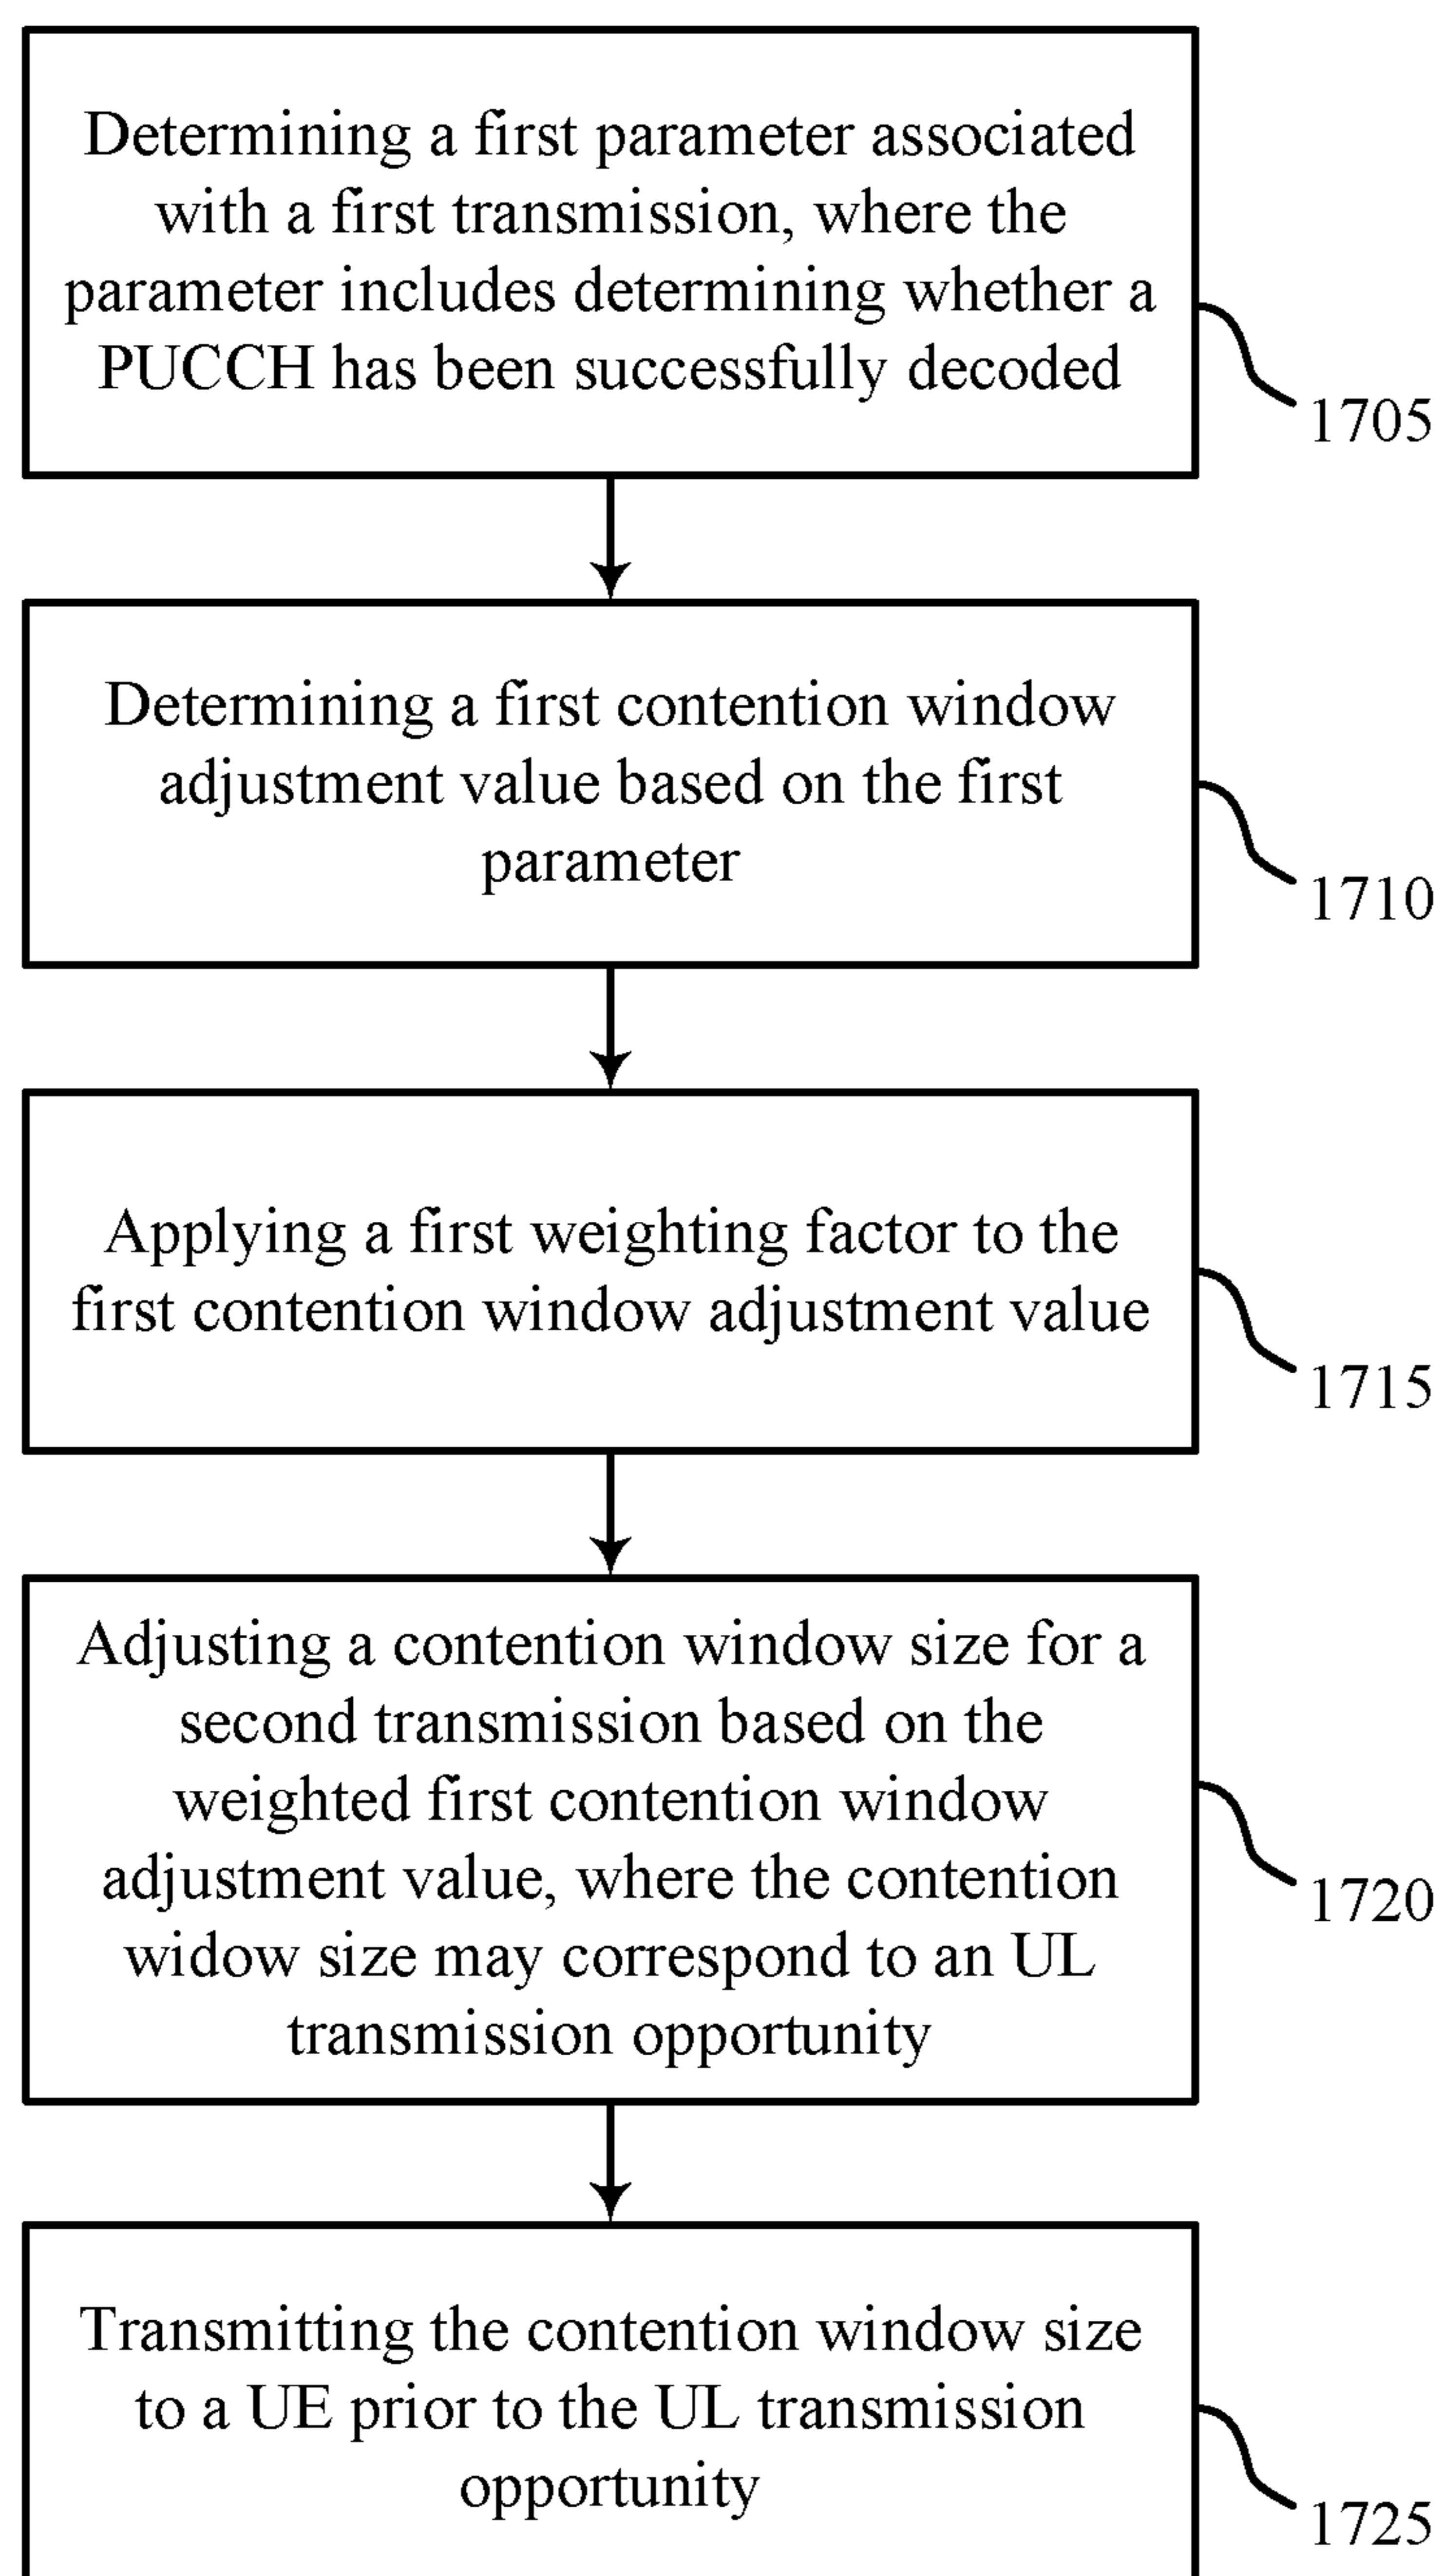 Determining a first parameter associated
with a first transmission, where the
parameter includes determining whether a
PUCCH has been successfully decoded
1705
Determining a first contention window
adjustment value based on the first
parameter
1710
Applying a first weighting factor to the
first contention window adjustment value
1715
Adjusting a contention window size for a
second transmission based on the
weighted first contention window
adjustment value, where the contention
widow size may correspond to an UL
transmission opportunity
1720
Transmitting the contention window size
to a UE prior to the UL transmission
opportunity
1725